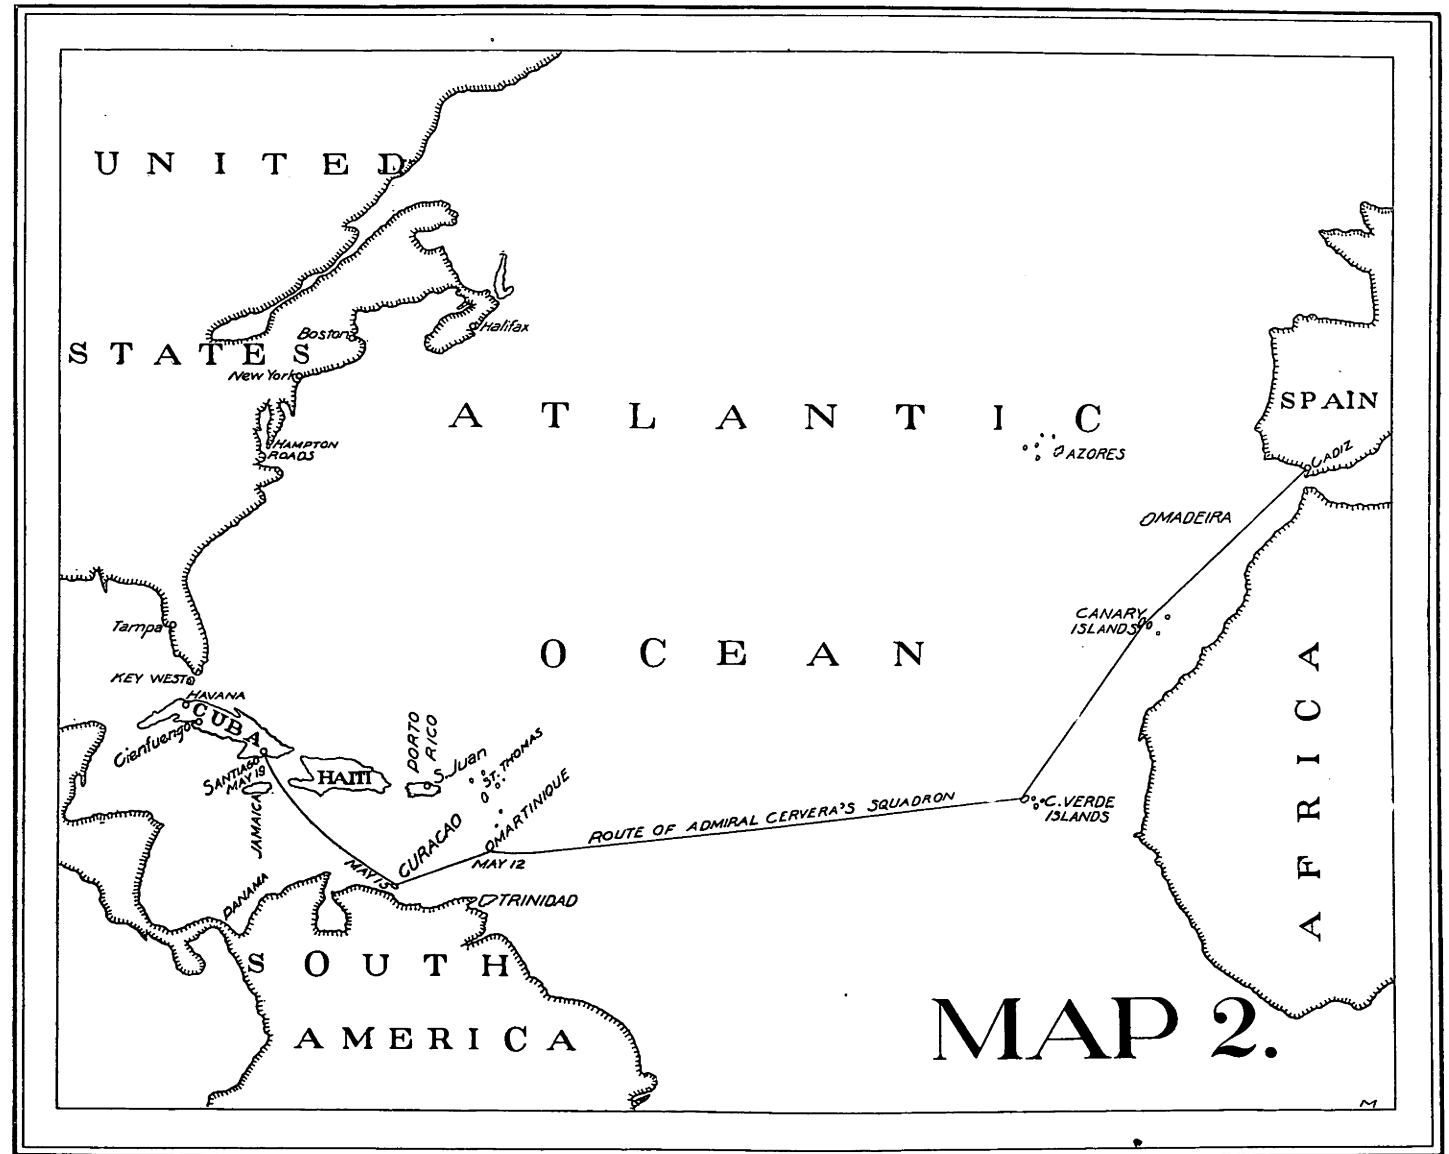 UNITED
STATES
Boston
Halifax
New York
ATLANTIC
SPAIN
HAMPTON
ROADS
CADIZ
AZORES
MADEIRA
CANARY
ISLANDS
Tampa
OCEAN
AFRICA
KEY WEST
HAVANA
CUBA
Cienfuengo
SANTIAGO
MAY 19
HAITI
PORTO
RICO
S. Juan
ST. THOMAS
JAMAICA
CURACAO
MARTINIQUE
ROUTE OF ADMIRAL CERVERA'S SQUADRON
C. VERDE
ISLANDS
MAY 12
MAY 15
PANAMA
TRINIDAD
SOUTH
AMERICA
MAP 2.
M